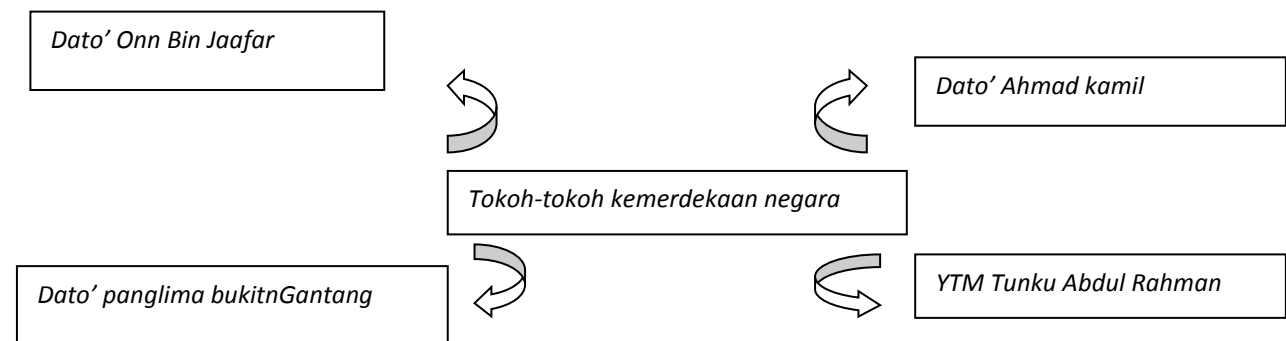 Dato’ Onn Bin Jaafar
Dato’ Ahmad kamil
Tokoh-tokoh kemerdekaan negara
Dato’ panglima bukitnGantang
YTM Tunku Abdul Rahman